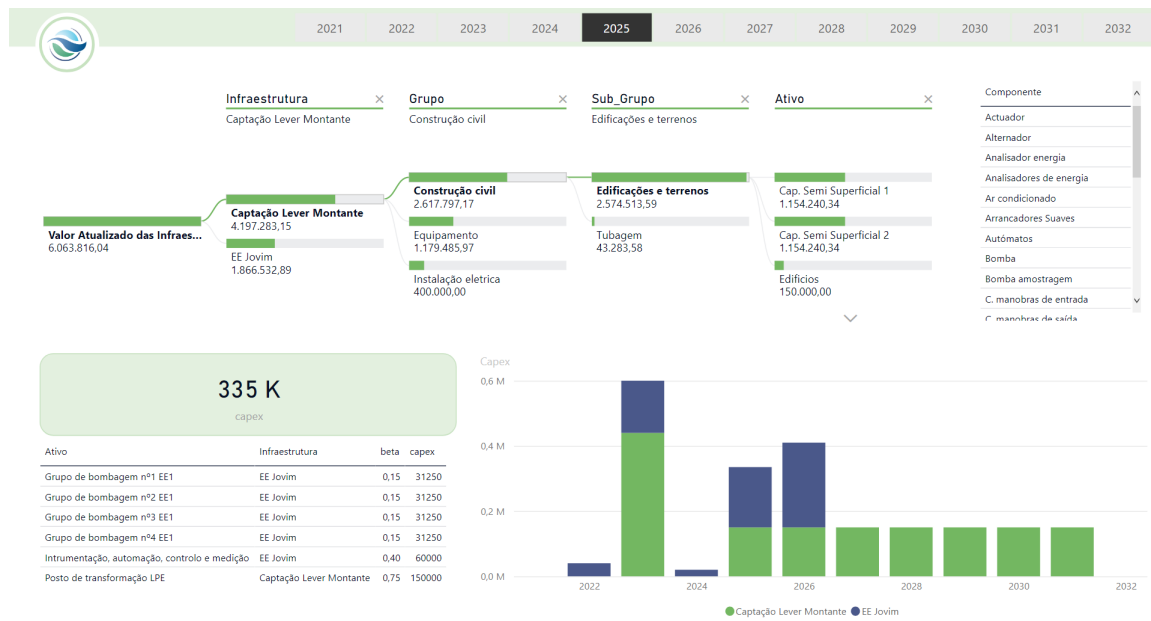 2021 2022 2023 2024 2025 2026 2027 2028 2029 2030 2031 2032
Infraestrutura
Captação Lever Montante
Grupo
Construção civil
Sub_Grupo
Edificações e terrenos
Ativo
Valor Atualizado das Infraes...
6.063.816,04
Captação Lever Montante
4.197.283,15
EE Jovim
1.866.532,89
Construção civil
2.617.797,17
Equipamento
1.179.485,97
Instalação eletrica
400.000,00
Edificações e terrenos
2.574.513,59
Tubagem
43.283,58
Cap. Semi Superficial 1
1.154.240,34
Cap. Semi Superficial 2
1.154.240,34
Edificios
150.000,00
Componente
Actuador
Alternador
Analisador energia
Analisadores de energia
Ar condicionado
Arrancadores Suaves
Autómatos
Bomba
Bomba amostragem
C. manobras de entrada
C. manobras de saída
335 K
capex
Ativo Infraestrutura beta capex
Grupo de bombagem nº1 EE1 EE Jovim 0,15 31250
Grupo de bombagem nº2 EE1 EE Jovim 0,15 31250
Grupo de bombagem nº3 EE1 EE Jovim 0,15 31250
Grupo de bombagem nº4 EE1 EE Jovim 0,15 31250
Intrumentação, automação, controlo e medição EE Jovim 0,40 60000
Posto de transformação LPE Captação Lever Montante 0,75 150000
Capex
0,6 M
0,4 M
0,2 M
0,0 M
2022 2024 2026 2028 2030 2032
Captação Lever Montante EE Jovim